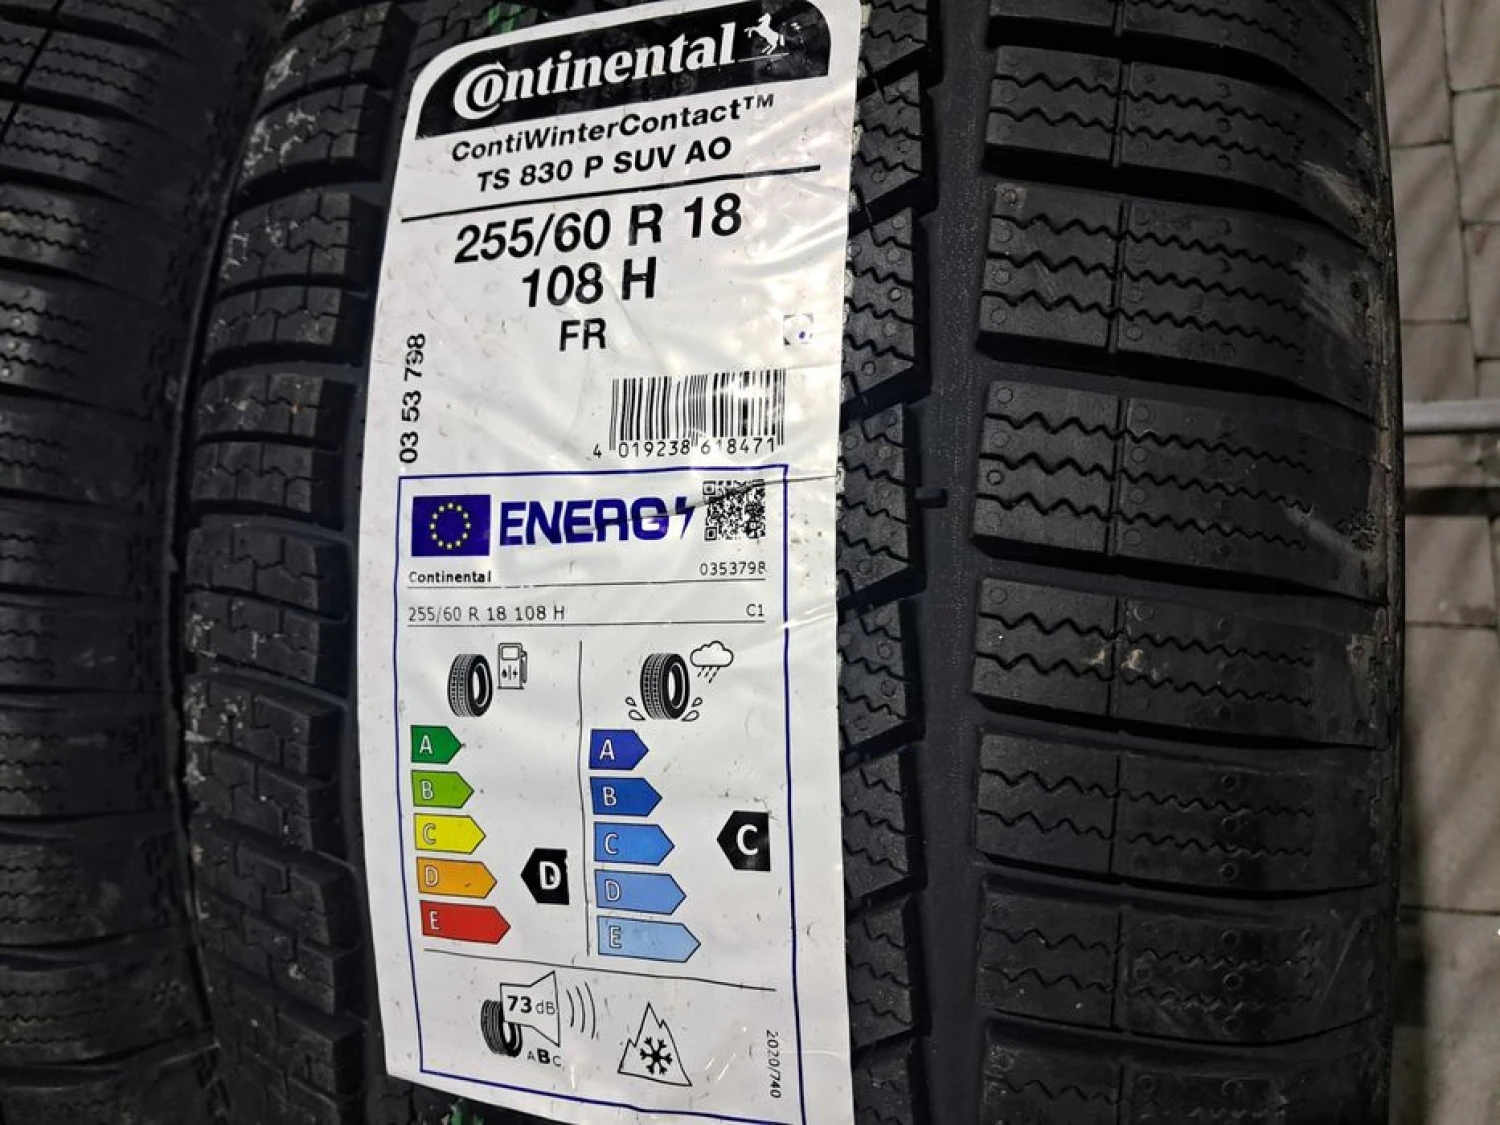 Continental
ContiWinterContact™
TS 830 P SUV AO
255/60 R 18
108 H
FR
03 53 798
4 019238 618471
ENERG
Continental 0353798
255/60 R 18 108 H C1
A A
B B
C C C
D D D
E E
73 dB
ABC
2020/740